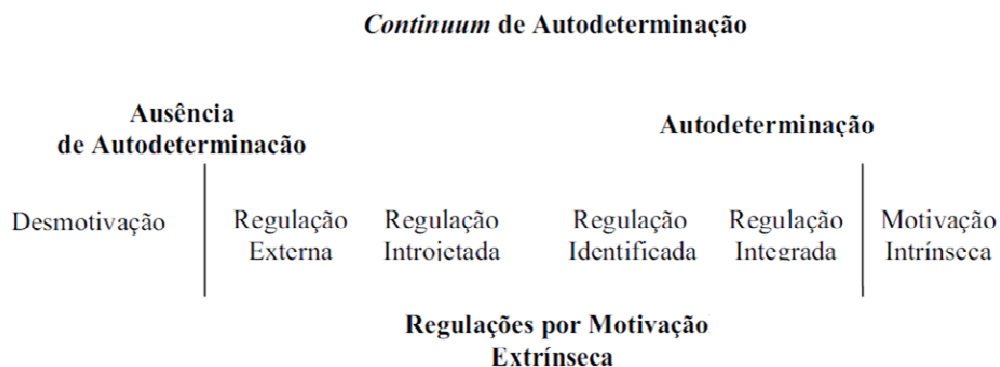 Continuum de Autodeterminação
Ausência
de Autodeterminação
Autodeterminação
Desmotivação
Regulação
Externa
Regulação
Introjetada
Regulação
Identificada
Regulação
Integrada
Motivação
Intrínseca
Regulações por Motivação
Extrínseca